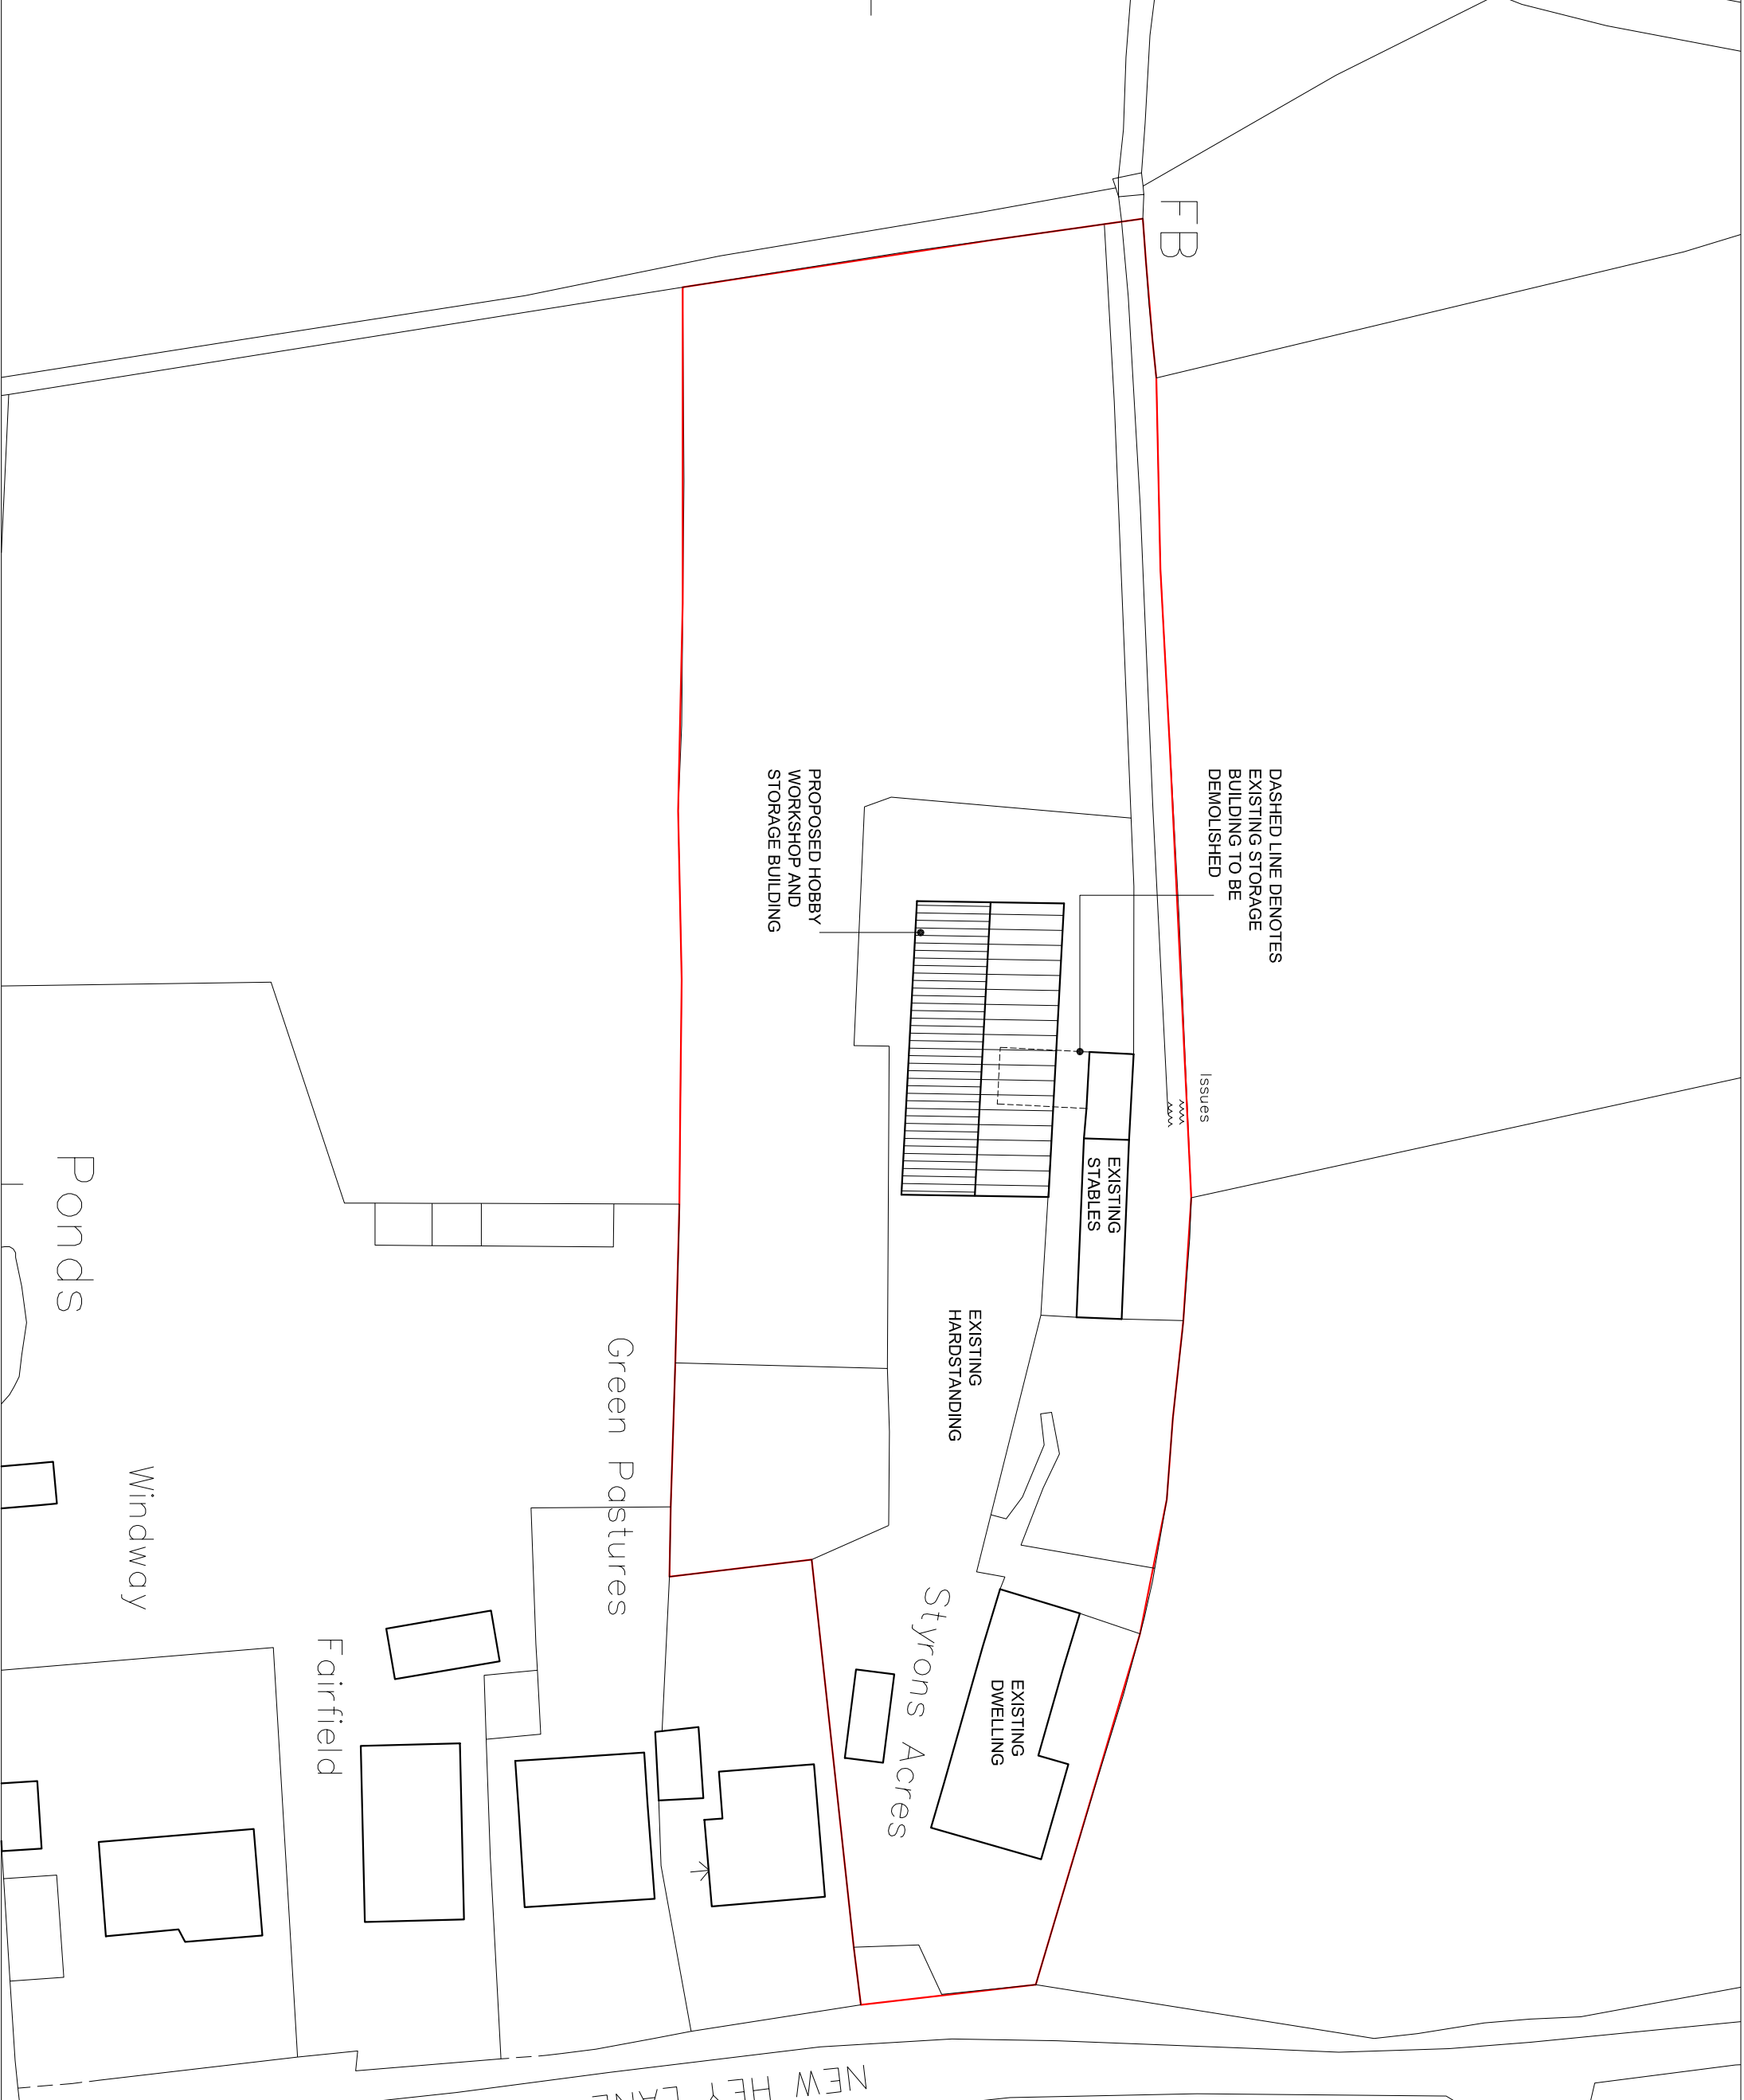 FB
DASHED LINE DENOTES
EXISTING STORAGE
BUILDING TO BE
DEMOLISHED
PROPOSED HOBBY
WORKSHOP AND
STORAGE BUILDING
Issues
EXISTING
STABLES
EXISTING
HARDSTANDING
Ponds
Green Pastures
Windway
Fairfield
Styrons Acres
EXISTING
DWELLING
NEW HEY LANE